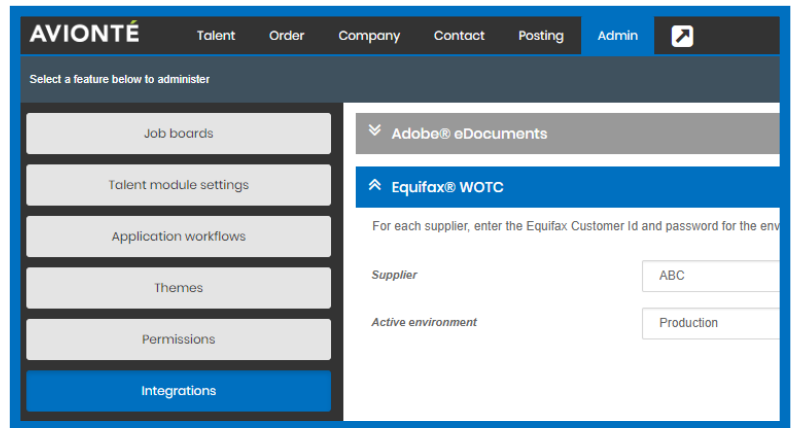 AVIONTÉ Talent Order Company Contact Posting Admin
Select a feature below to administer
Job boards
Talent module settings
Application workflows
Themes
Permissions
Integrations
Adobe® eDocuments
Equifax® WOTC
For each supplier, enter the Equifax Customer Id and password for the
Supplier ABC
Active environment Production